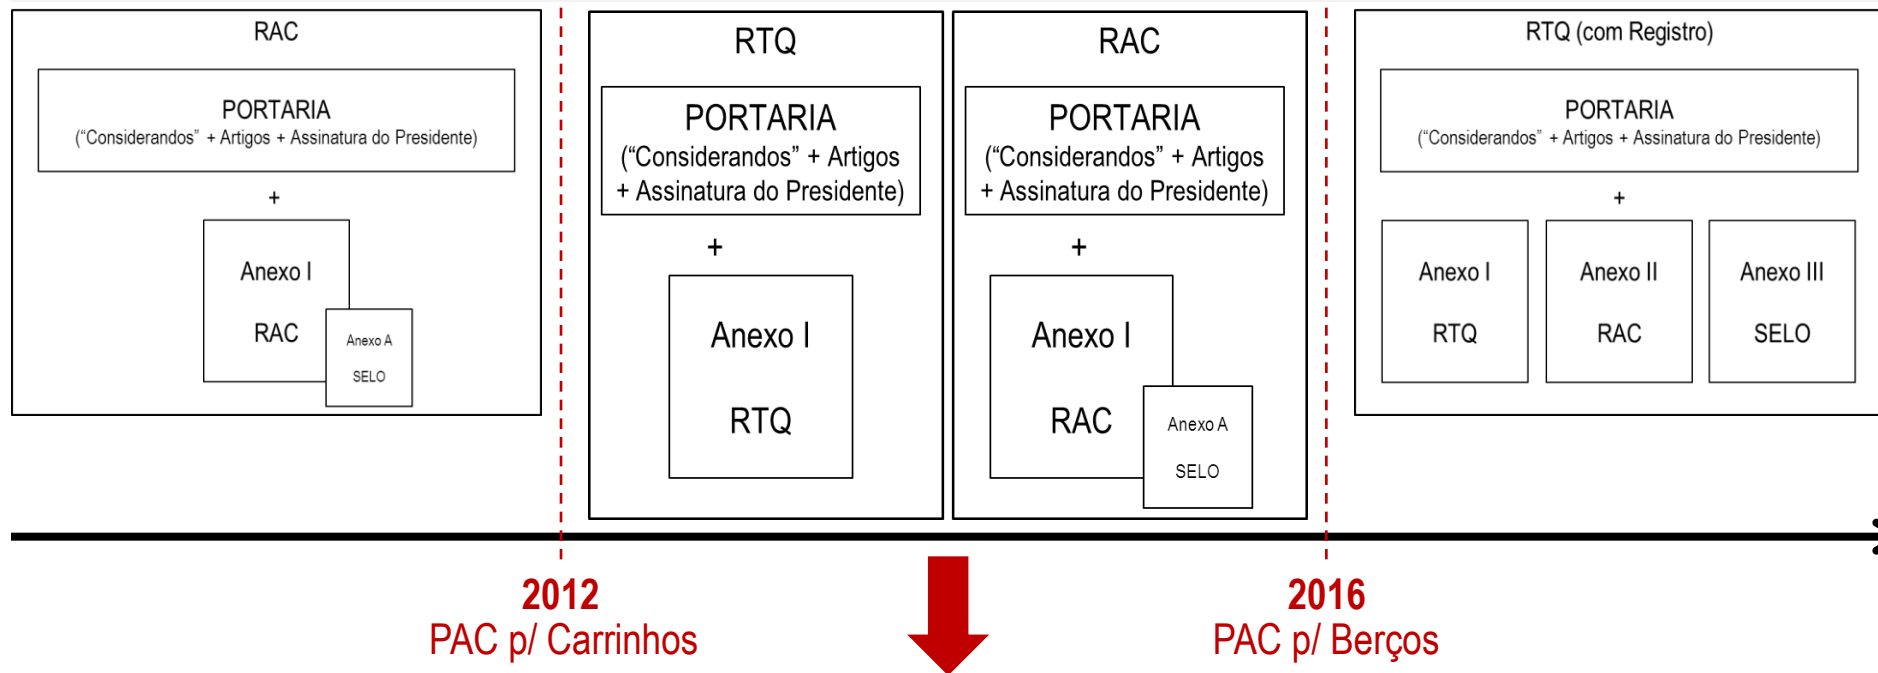 RAC
PORTARIA
(“Considerandos” + Artigos + Assinatura do Presidente)
+
Anexo I
RAC
Anexo A
SELO
RTQ
PORTARIA
(“Considerandos” + Artigos
+ Assinatura do Presidente)
+
Anexo I
RTQ
RAC
PORTARIA
(“Considerandos” + Artigos
+ Assinatura do Presidente)
+
Anexo I
RAC
Anexo A
SELO
RTQ (com Registro)
PORTARIA
(“Considerandos” + Artigos + Assinatura do Presidente)
+
Anexo I
RTQ
Anexo II
RAC
Anexo III
SELO
2012
PAC p/ Carrinhos
2016
PAC p/ Berços